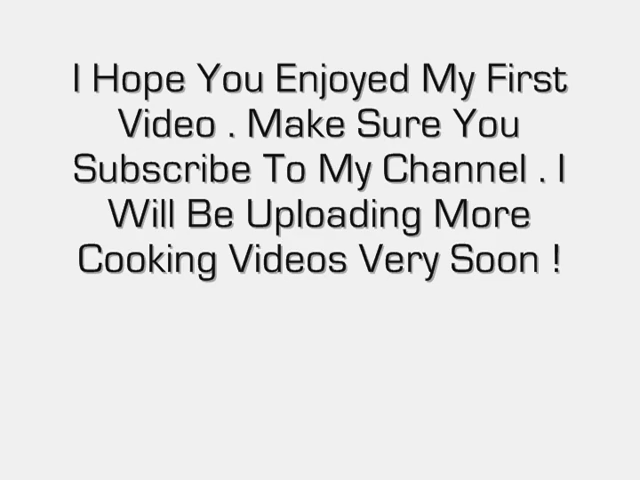 I Hope You Enjoyed My First
Video . Make Sure You
Subscribe To My Channel . I
Will Be Uploading More
Cooking Videos Very Soon !